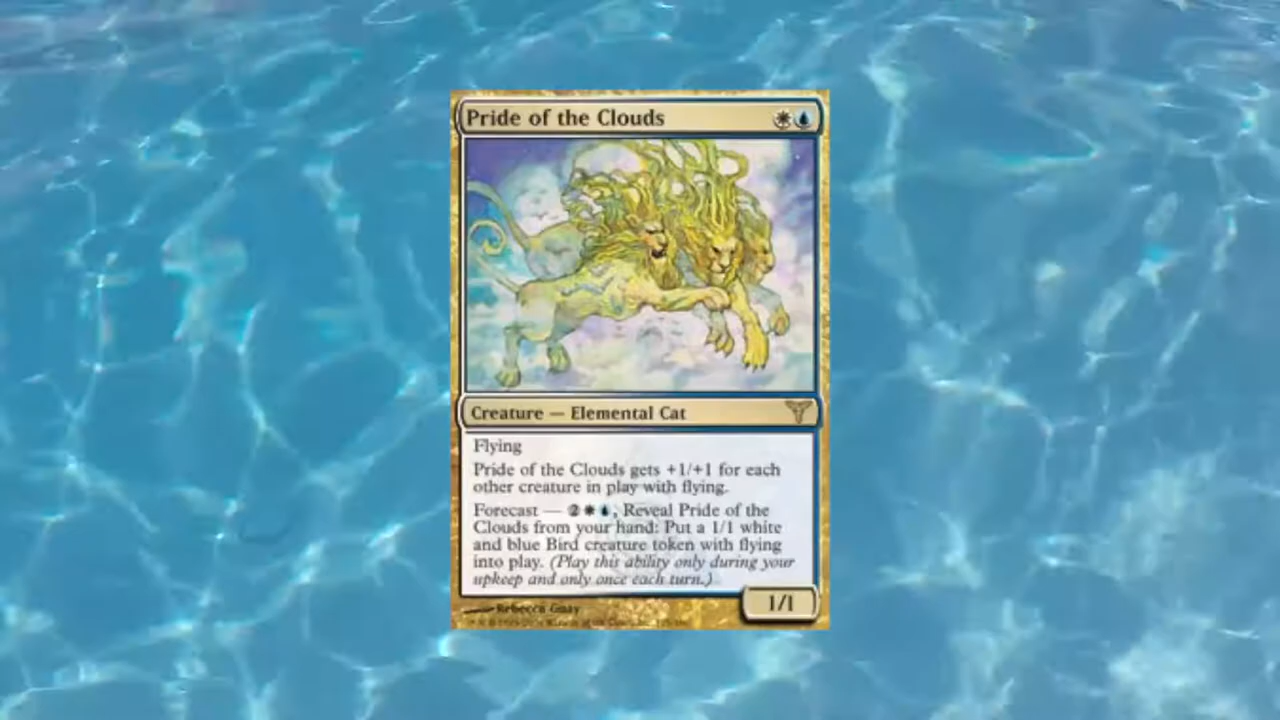 Pride of the Clouds
Creature — Elemental Cat
Flying
Pride of the Clouds gets +1/+1 for each
other creature in play with flying.
Forecast — 2, Reveal Pride of the
Clouds from your hand: Put a 1/1 white
and blue Bird creature token with flying
into play. (Play this ability only during your
upkeep and only once each turn.)
1/1
Rebecca Guay